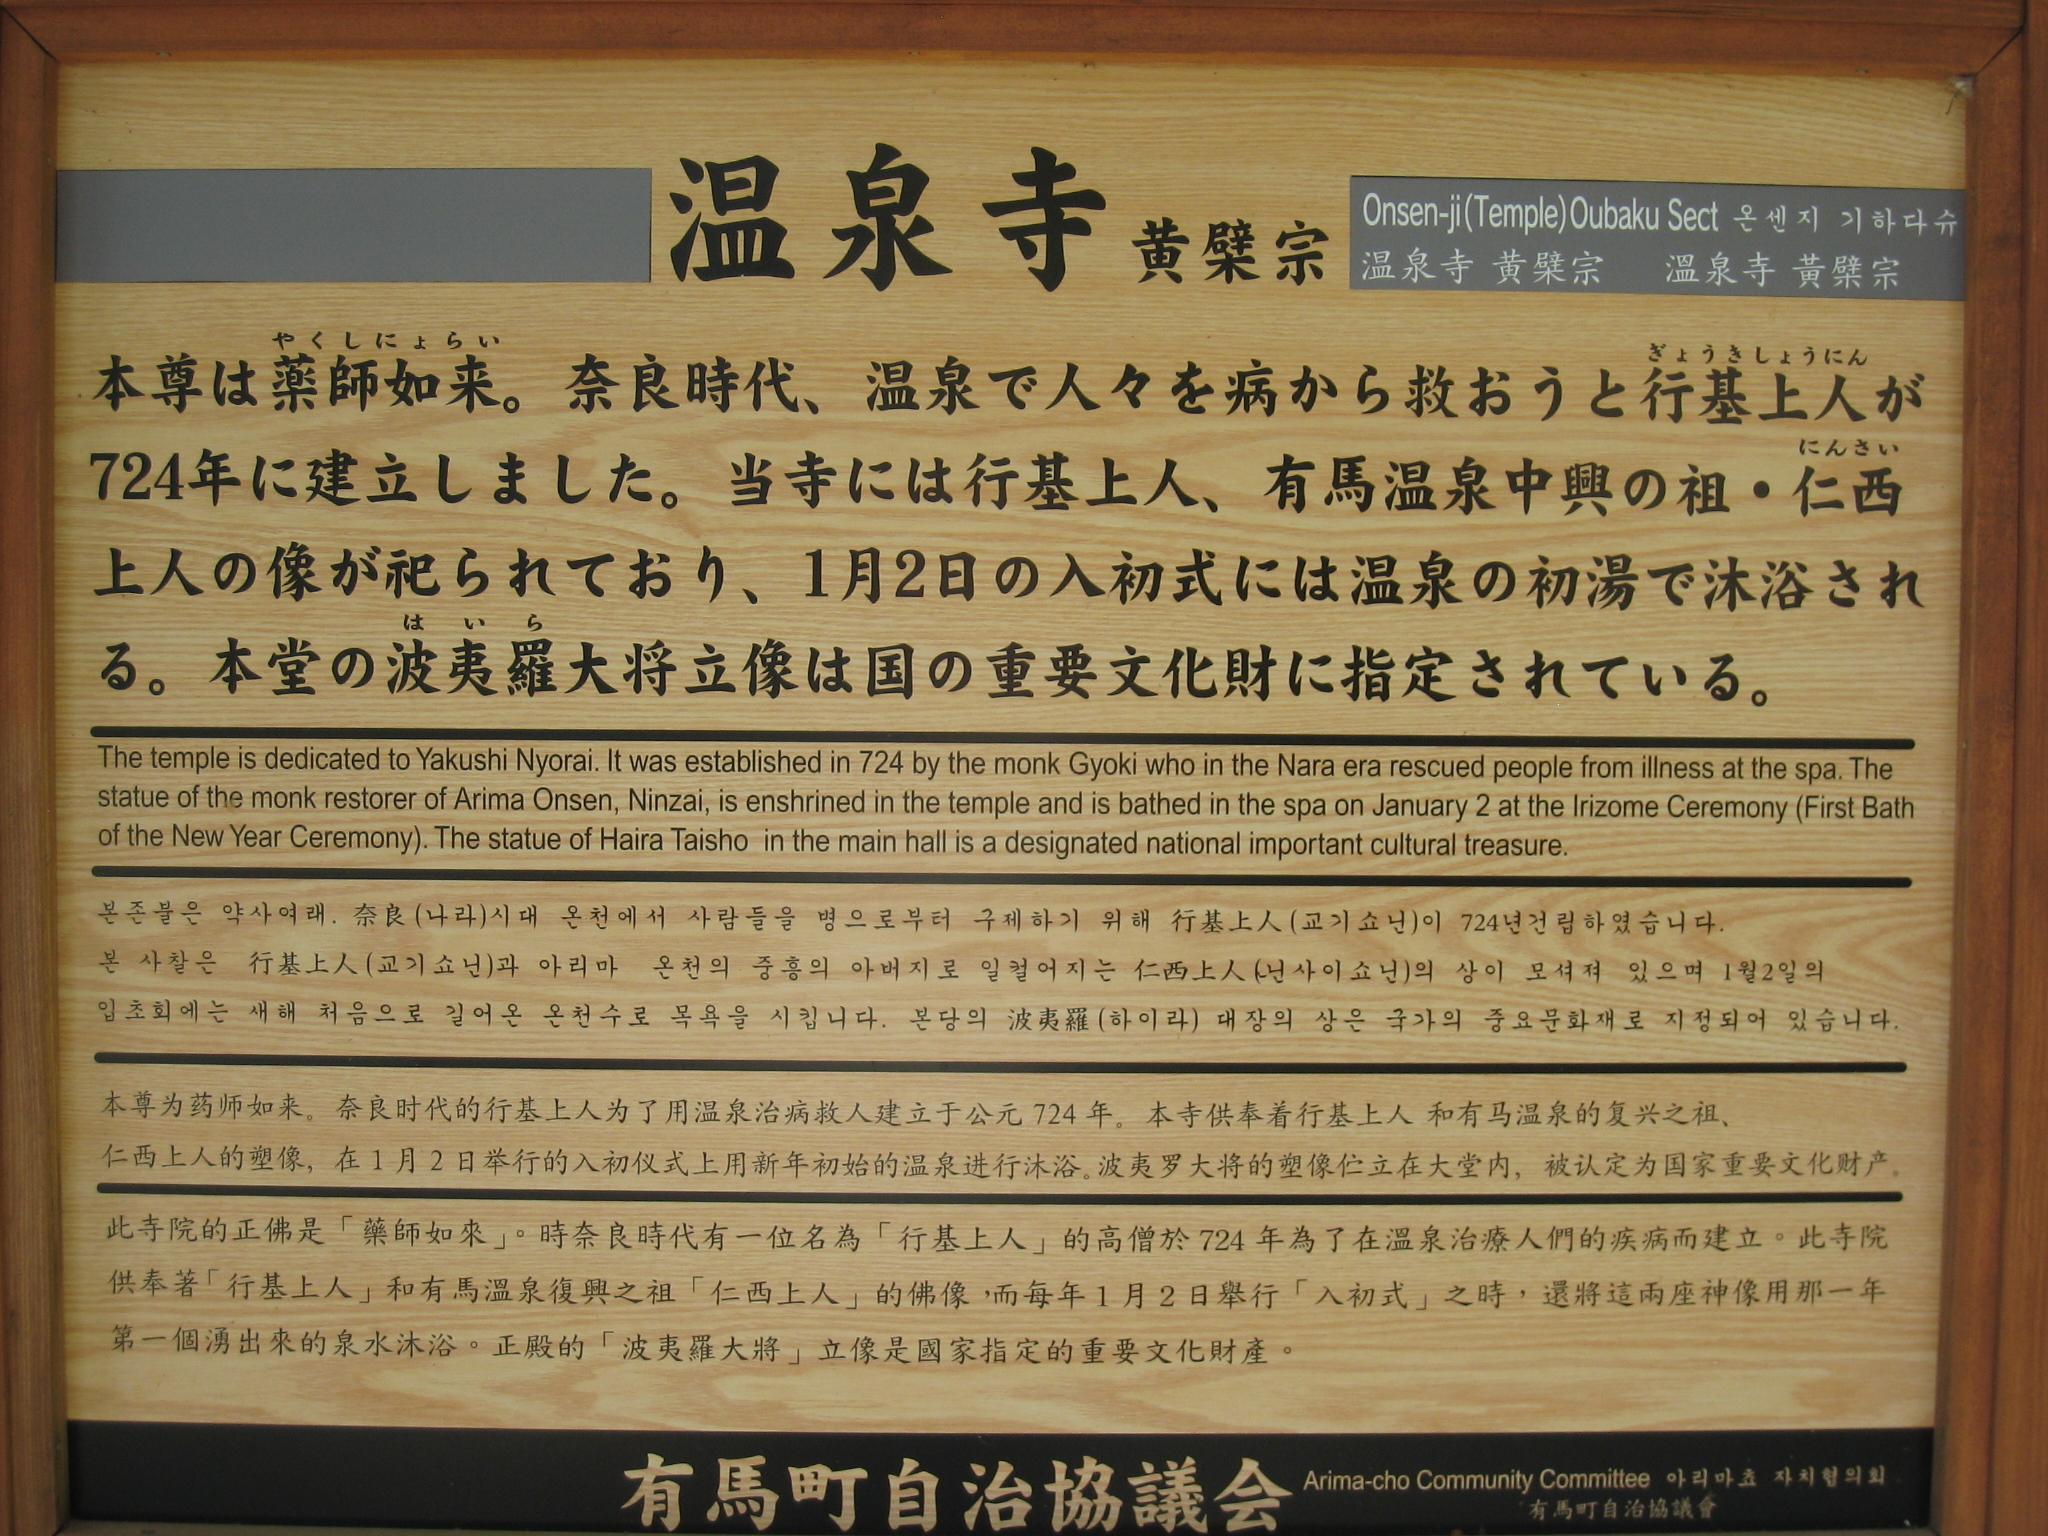 温泉寺 黄檗宗
Onsen-ji(Temple)Oubaku Sect 온센지 기하다슈
温泉寺 黄檗宗 溫泉寺 黃檗宗
やくしにょらい ぎょうきしょうにん
本尊は薬師如来。奈良時代、温泉で人々を病から救おうと行基上人が
にんさい
724年に建立しました。当寺には行基上人、有馬温泉中興の祖・仁西
上人の像が祀られており、1月2日の入初式には温泉の初湯で沐浴され
はいら
る。本堂の波夷羅大将立像は国の重要文化財に指定されている。
The temple is dedicated to Yakushi Nyorai. It was established in 724 by the monk Gyoki who in the Nara era rescued people from illness at the spa. The
statue of the monk restorer of Arima Onsen, Ninzai, is enshrined in the temple and is bathed in the spa on January 2 at the Irizome Ceremony (First Bath
of the New Year Ceremony). The statue of Haira Taisho in the main hall is a designated national important cultural treasure.
본존불은 약사여래. 奈良(나라)시대 온천에서 사람들을 병으로부터 구제하기 위해 行基上人(교기쇼닌)이 724년건립하였습니다.
본 사찰은 行基上人(교기쇼닌)과 아리마 온천의 중흥의 아버지로 일컬어지는 仁西上人(닌사이쇼닌)의 상이 모셔져 있으며 1월2일의
입초회에는 새해 처음으로 길어온 온천수로 목욕을 시킵니다. 본당의 波夷羅(하이라) 대장의 상은 국가의 중요문화재로 지정되어 있습니다.
本尊为药师如来。奈良时代的行基上人为了用温泉治病救人建立于公元 724 年。本寺供奉着行基上人 和有马温泉的复兴之祖、
仁西上人的塑像，在 1 月 2 日举行的入初仪式上用新年初始的温泉进行沐浴。波夷罗大将的塑像伫立在大堂内，被认定为国家重要文化财产。
此寺院的正佛是「藥師如來」。時奈良時代有一位名為「行基上人」的高僧於 724 年為了在溫泉治療人們的疾病而建立。此寺院
供奉著「行基上人」和有馬溫泉復興之祖「仁西上人」的佛像，而每年 1 月 2 日舉行「入初式」之時，還將這兩座神像用那一年
第一個湧出來的泉水沐浴。正殿的「波夷羅大將」立像是國家指定的重要文化財產。
有馬町自治協議会 Arima-cho Community Committee 아리마쵸 자치협의회
有馬町自治協議會